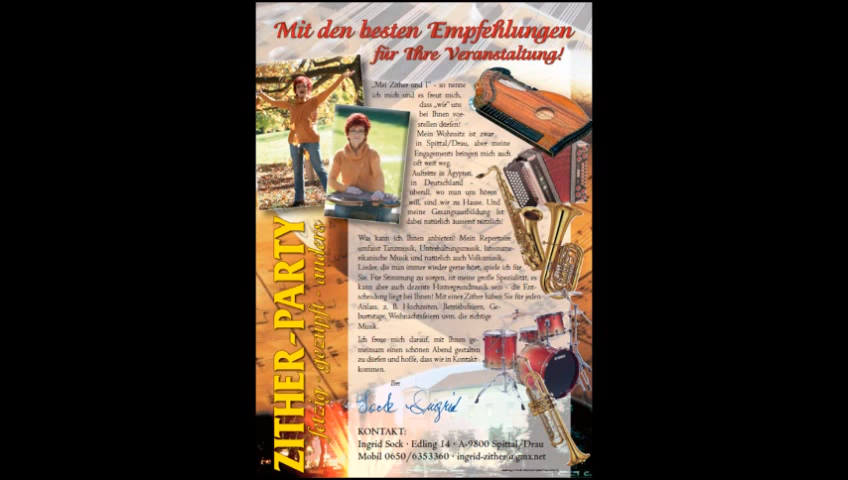 Mit den besten Empfehlungen
für Ihre Veranstaltung!
„Mei Zither und I" - so nenne
ich mich und es freut mich,
dass „wir" uns
bei Ihnen vor-
stellen dürfen!
Mein Wohnsitz ist zwar
in Spittal/Drau, aber meine
Engagements bringen mich auch
oft weit weg.
Auftritte in Ägypten,
in Deutschland -
überall, wo man uns hören
will, sind wir zu Hause. Und
meine Gesangsausbildung ist
dabei natürlich äusserst nützlich!
Was kann ich Ihnen anbieten? Mein Repertoire
umfasst Tanzmusik, Unterhaltungsmusik, lateiname-
rikanische Musik und natürlich auch Volksmusik,
Lieder, die man immer wieder gerne hört, spiele ich für
Sie. Für Stimmung zu sorgen, ist meine große Spezialität, es
kann aber auch dezente Hintergrundmusik sein - die Ent-
scheidung liegt bei Ihnen! Mit einer Zither haben Sie für jeden
Anlass, z. B. Hochzeiten, Betriebsfeiern, Ge-
burtstage, Weihnachtsfeiern usw. die richtige
Musik.
Ich freue mich darauf, mit Ihnen ge-
meinsam einen schönen Abend gestalten
zu dürfen und hoffe, dass wir in Kontakt
kommen.
Ihre
Sock Ingrid
KONTAKT:
Ingrid Sock · Edling 14 · A-9800 Spittal/Drau
Mobil 0650/6353360 · ingrid-zither@gmx.net
ZITHER-PARTY
fetzig gezupft anders